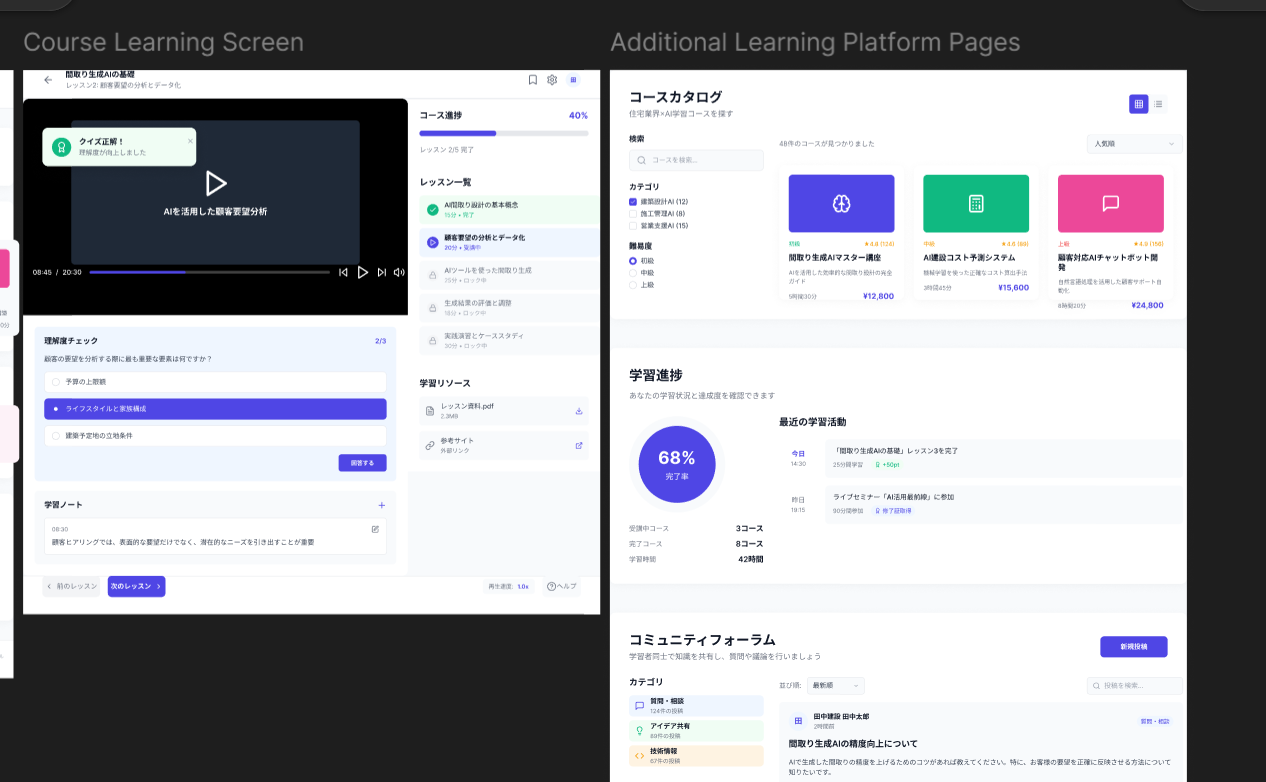 Course Learning Screen
間取り生成AIの基礎
レッスン2: 顧客要望の分析とデータ化
クイズ正解！
理解度が向上しました
AIを活用した顧客要望分析
08:45 / 20:30
コース進捗
40%
レッスン 2/5 完了
レッスン一覧
AI間取り設計の基本概念
15分 • 完了
顧客要望の分析とデータ化
20分 • 受講中
AIツールを使った間取り生成
25分 • ロック中
生成結果の評価と調整
18分 • ロック中
実践演習とケーススタディ
30分 • ロック中
学習リソース
レッスン資料.pdf
2.3MB
参考サイト
外部リンク
理解度チェック
2/3
顧客の要望を分析する際に最も重要な要素は何ですか？
予算の上限額
ライフスタイルと家族構成
建築予定地の立地条件
回答する
学習ノート
08:30
顧客ヒアリングでは、表面的な要望だけでなく、潜在的なニーズを引き出すことが重要
前のレッスン
次のレッスン
再生速度: 1.0x
ヘルプ
Additional Learning Platform Pages
コースカタログ
住宅業界×AI学習コースを探す
検索
コースを検索...
カテゴリ
建築設計AI (12)
施工管理AI (8)
営業支援AI (15)
難易度
初級
中級
上級
48件のコースが見つかりました
人気順
初級
★4.8 (124)
間取り生成AIマスター講座
AIを活用した効率的な間取り設計の完全ガイド
5時間30分
¥12,800
中級
★4.6 (89)
AI建設コスト予測システム
機械学習を使った正確なコスト算出手法
3時間45分
¥15,600
上級
★4.9 (156)
顧客対応AIチャットボット開発
自然言語処理を活用した顧客サポート自動化
8時間20分
¥24,800
学習進捗
あなたの学習状況と達成度を確認できます
68%
完了率
受講中コース
3コース
完了コース
8コース
学習時間
42時間
最近の学習活動
今日
14:30
「間取り生成AIの基礎」レッスン3を完了
25分間学習
+50pt
昨日
19:15
ライブセミナー「AI活用最前線」に参加
90分間参加
修了証取得
コミュニティフォーラム
学習者同士で知識を共有し、質問や議論を行いましょう
新規投稿
カテゴリ
質問・相談
124件の投稿
アイデア共有
89件の投稿
技術情報
67件の投稿
並び順:
最新順
投稿を検索...
田中建設 田中太郎
2時間前
質問・相談
間取り生成AIの精度向上について
AIで生成した間取りの精度を上げるためのコツがあれば教えてください。特に、お客様の要望を正確に反映させる方法について
知りたいです。